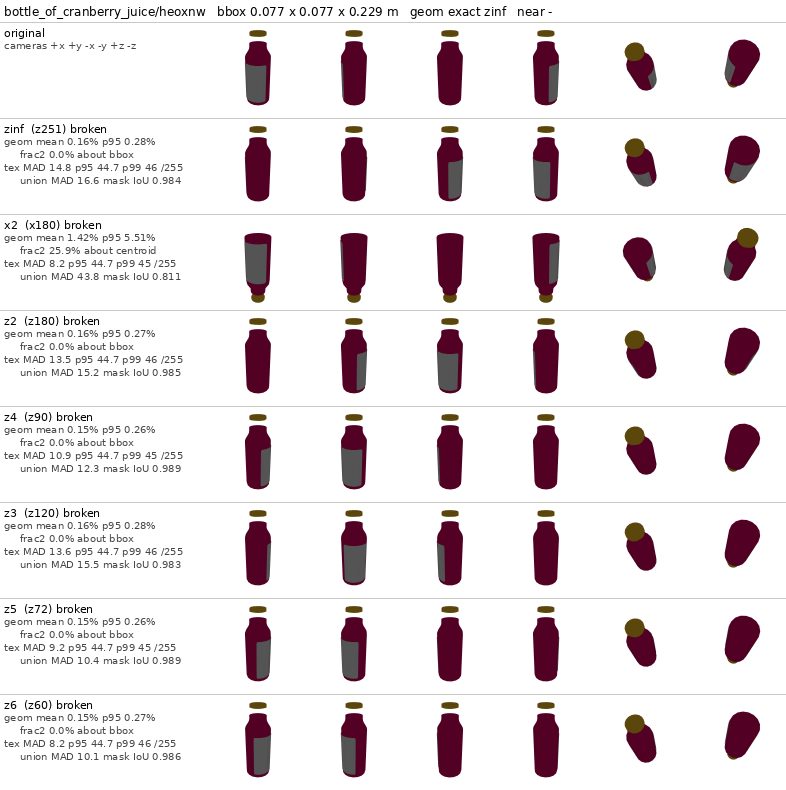 bottle_of_cranberry_juice/heoxnw bbox 0.077 x 0.077 x 0.229 m geom exact zinf near -
original
cameras +x +y -x -y +z -z
zinf (z251) broken
geom mean 0.16% p95 0.28%
frac2 0.0% about bbox
tex MAD 14.8 p95 44.7 p99 46 /255
union MAD 16.6 mask IoU 0.984
x2 (x180) broken
geom mean 1.42% p95 5.51%
frac2 25.9% about centroid
tex MAD 8.2 p95 44.7 p99 45 /255
union MAD 43.8 mask IoU 0.811
z2 (z180) broken
geom mean 0.16% p95 0.27%
frac2 0.0% about bbox
tex MAD 13.5 p95 44.7 p99 46 /255
union MAD 15.2 mask IoU 0.985
z4 (z90) broken
geom mean 0.15% p95 0.26%
frac2 0.0% about bbox
tex MAD 10.9 p95 44.7 p99 45 /255
union MAD 12.3 mask IoU 0.989
z3 (z120) broken
geom mean 0.16% p95 0.28%
frac2 0.0% about bbox
tex MAD 13.6 p95 44.7 p99 46 /255
union MAD 15.5 mask IoU 0.983
z5 (z72) broken
geom mean 0.15% p95 0.26%
frac2 0.0% about bbox
tex MAD 9.2 p95 44.7 p99 45 /255
union MAD 10.4 mask IoU 0.989
z6 (z60) broken
geom mean 0.15% p95 0.27%
frac2 0.0% about bbox
tex MAD 8.2 p95 44.7 p99 46 /255
union MAD 10.1 mask IoU 0.986